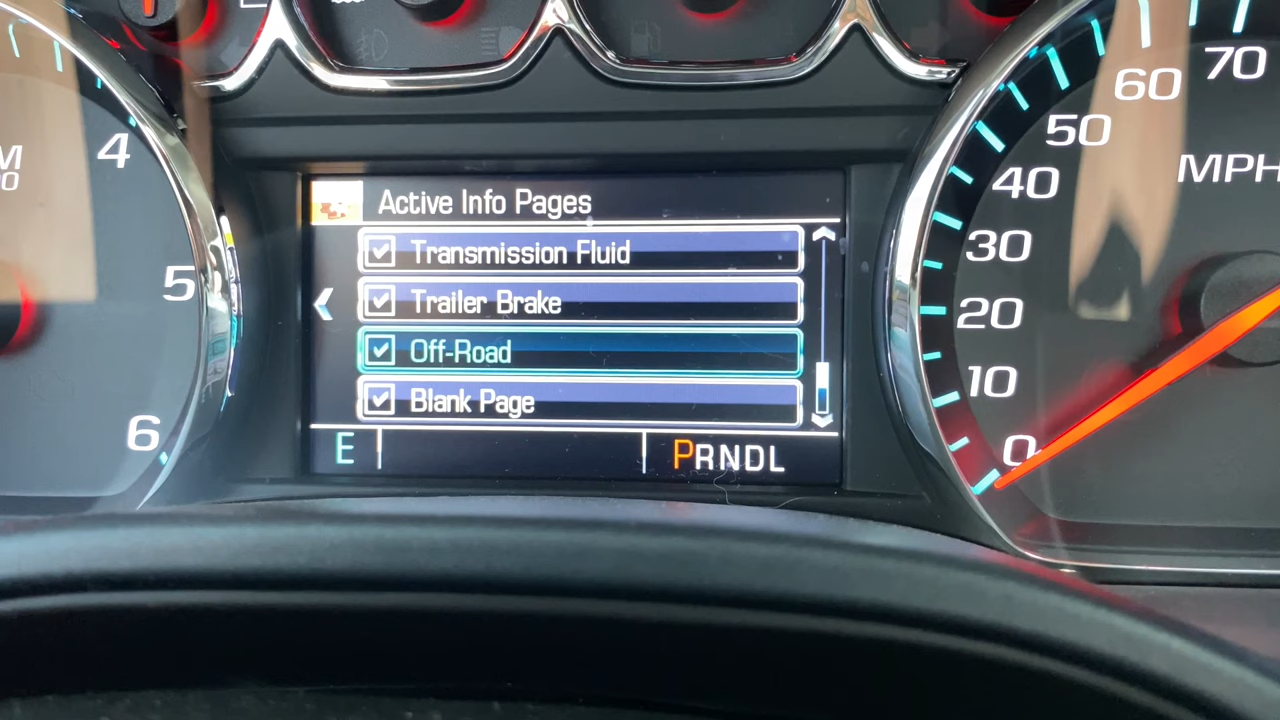 Active Info Pages
Transmission Fluid
Trailer Brake
Off-Road
Blank Page
E
PRNDL
4
5
6
0
10
20
30
40
50
60
70
MPH